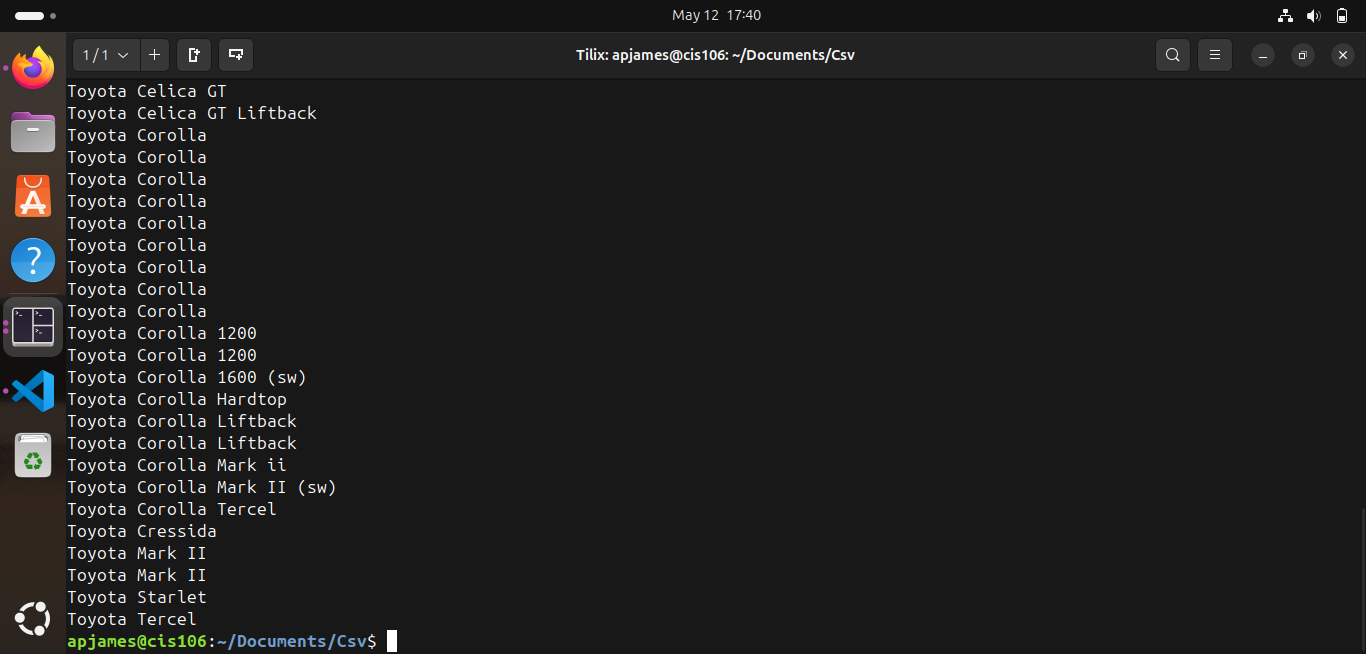 May 12 17:40
1 / 1
Tilix: apjames@cis106: ~/Documents/Csv
Toyota Celica GT
Toyota Celica GT Liftback
Toyota Corolla
Toyota Corolla
Toyota Corolla
Toyota Corolla
Toyota Corolla
Toyota Corolla
Toyota Corolla
Toyota Corolla
Toyota Corolla
Toyota Corolla 1200
Toyota Corolla 1200
Toyota Corolla 1600 (sw)
Toyota Corolla Hardtop
Toyota Corolla Liftback
Toyota Corolla Liftback
Toyota Corolla Mark ii
Toyota Corolla Mark II (sw)
Toyota Corolla Tercel
Toyota Cressida
Toyota Mark II
Toyota Mark II
Toyota Starlet
Toyota Tercel
apjames@cis106:~/Documents/Csv$